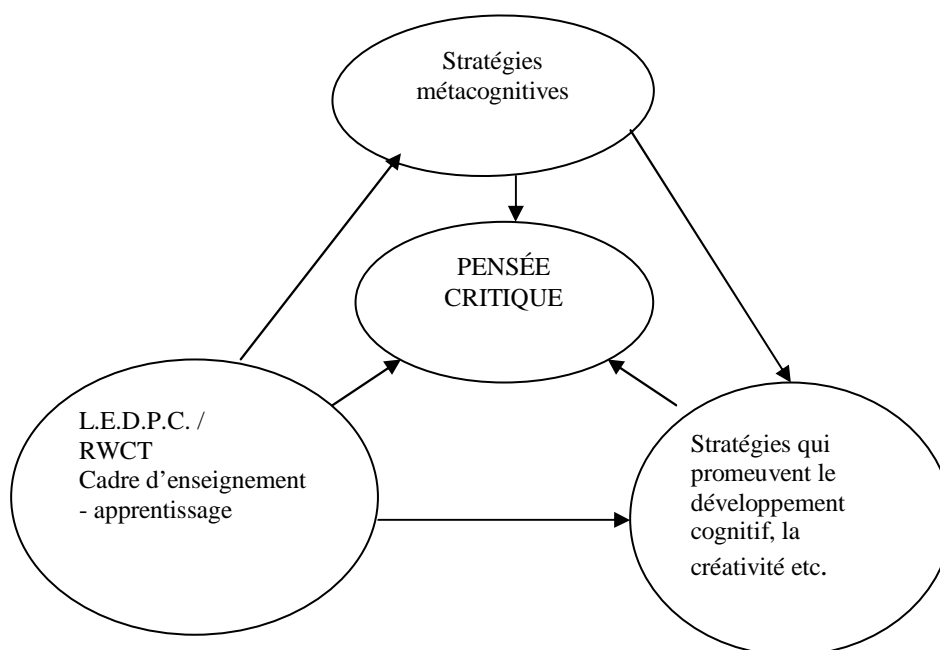 Stratégies
métacognitives
PENSÉE
CRITIQUE
L.E.D.P.C. /
RWCT
Cadre d'enseignement
- apprentissage
Stratégies qui
promeuvent le
développement
cognitif, la
créativité etc.